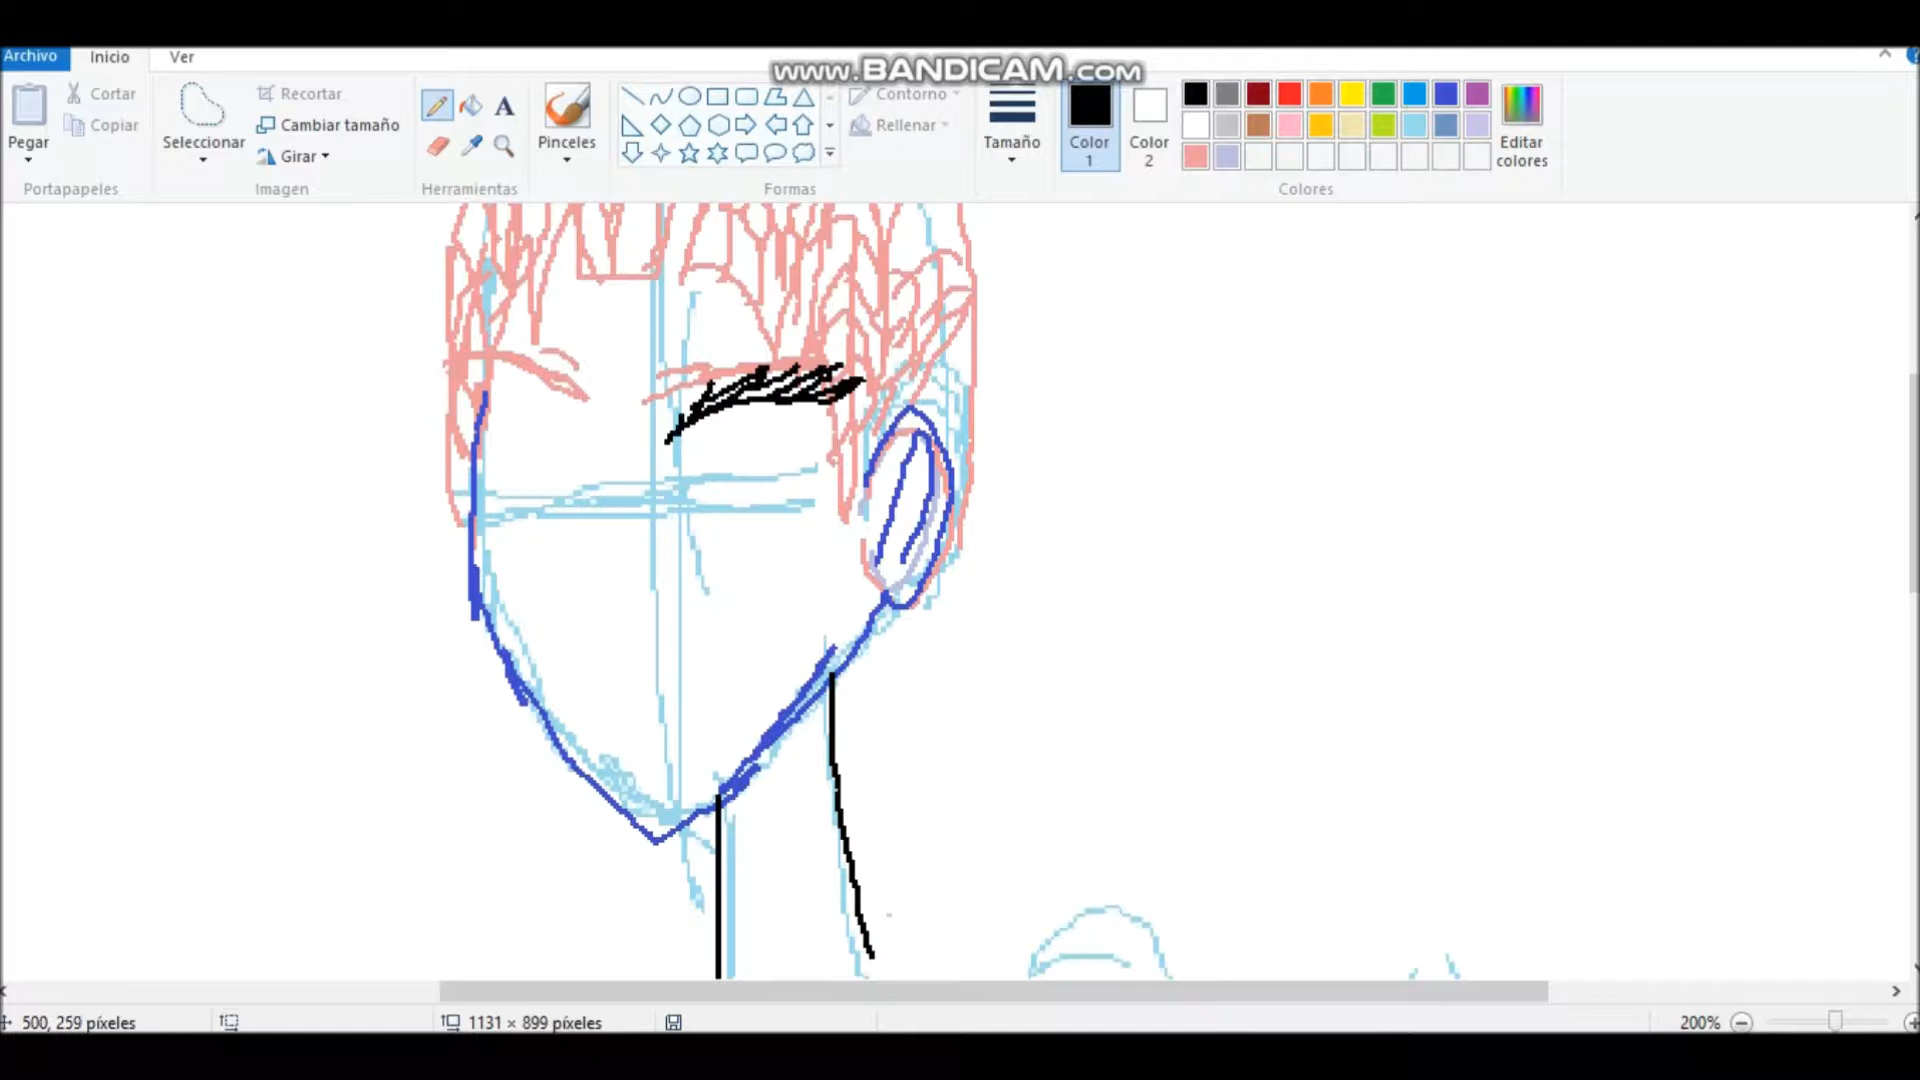 Archivo Inicio Ver
www.BANDICAM.com
Pegar
Cortar
Copiar
Portapapeles
Seleccionar
Recortar
Cambiar tamaño
Girar
Imagen
A
Herramientas
Pinceles
Formas
Contorno
Rellenar
Tamaño
Color 1
Color 2
Editar colores
Colores
500, 259 píxeles
1131 × 899 píxeles
200%